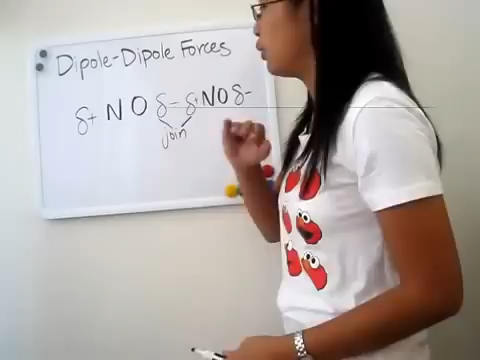 Dipole-Dipole Forces
δ+ N O δ- δ+ N O δ-
join